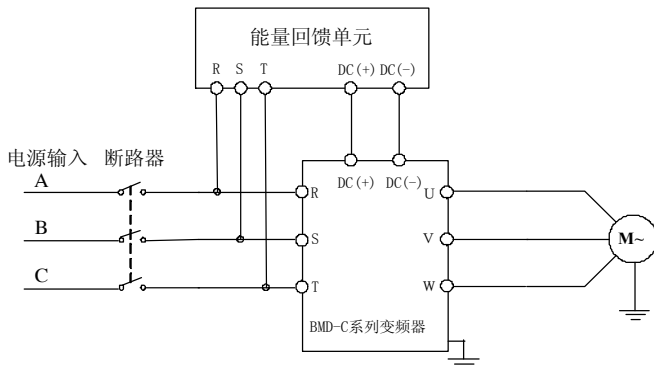 能量回馈单元
R S T DC(+) DC(-)
电源输入 断路器
DC(+) DC(-)
A R U
B S V M~
C T W
BMD-C系列变频器